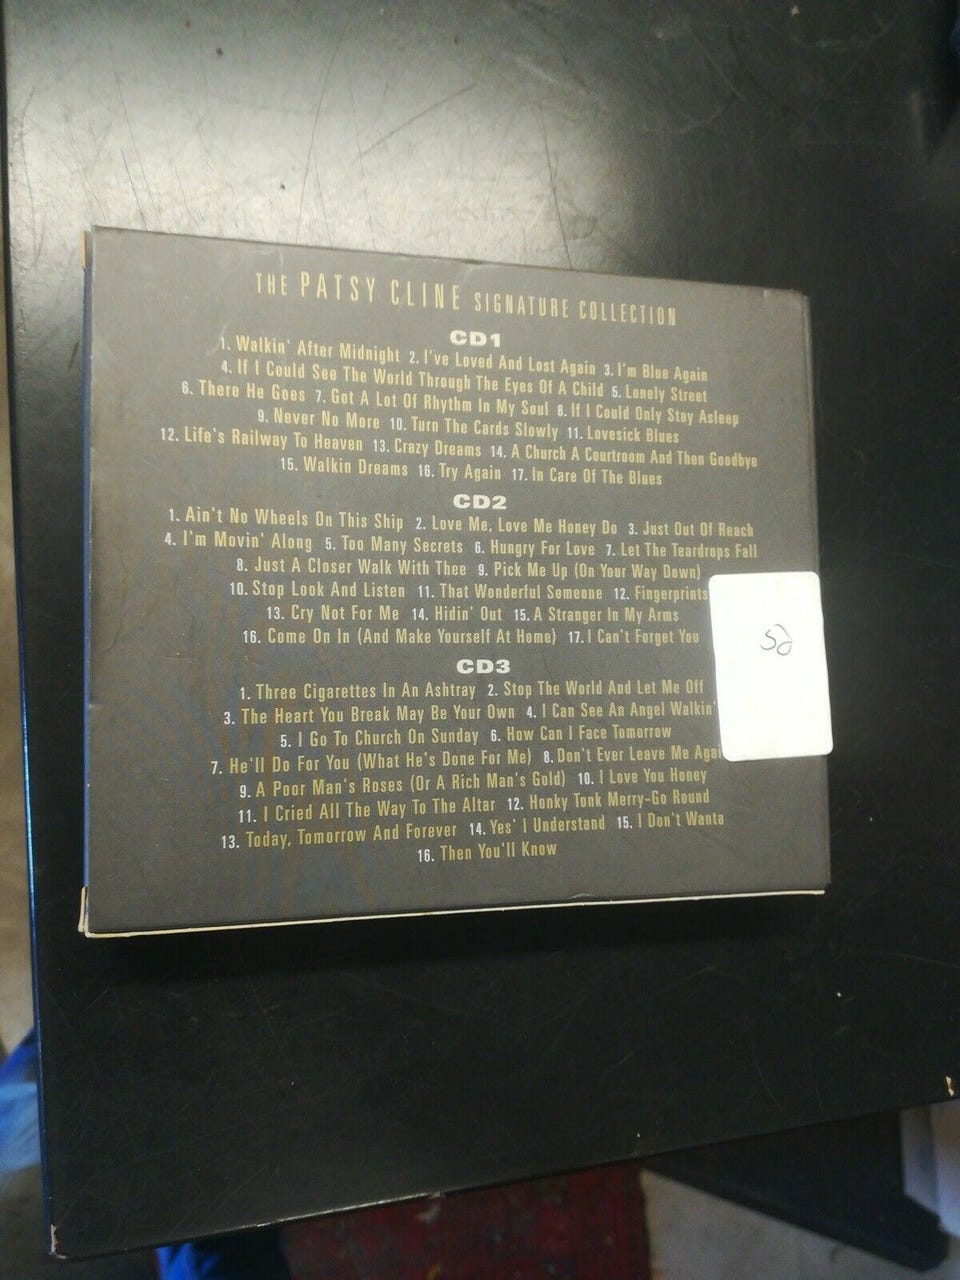 THE PATSY CLINE SIGNATURE COLLECTION
CD1
1. Walkin' After Midnight 2. I've Loved And Lost Again 3. I'm Blue Again
4. If I Could See The World Through The Eyes Of A Child 5. Lonely Street
6. There He Goes 7. Got A Lot Of Rhythm In My Soul 8. If I Could Only Stay Asleep
9. Never No More 10. Turn The Cards Slowly 11. Lovesick Blues
12. Life's Railway To Heaven 13. Crazy Dreams 14. A Church A Courtroom And Then Goodbye
15. Walkin Dreams 16. Try Again 17. In Care Of The Blues
CD2
1. Ain't No Wheels On This Ship 2. Love Me, Love Me Honey Do 3. Just Out Of Reach
4. I'm Movin' Along 5. Too Many Secrets 6. Hungry For Love 7. Let The Teardrops Fall
8. Just A Closer Walk With Thee 9. Pick Me Up (On Your Way Down)
10. Stop Look And Listen 11. That Wonderful Someone 12. Fingerprints
13. Cry Not For Me 14. Hidin' Out 15. A Stranger In My Arms
16. Come On In (And Make Yourself At Home) 17. I Can't Forget You
CD3
1. Three Cigarettes In An Ashtray 2. Stop The World And Let Me Off
3. The Heart You Break May Be Your Own 4. I Can See An Angel Walkin'
5. I Go To Church On Sunday 6. How Can I Face Tomorrow
7. He'll Do For You (What He's Done For Me) 8. Don't Ever Leave Me Agai
9. A Poor Man's Roses (Or A Rich Man's Gold) 10. I Love You Honey
11. I Cried All The Way To The Altar 12. Honky Tonk Merry-Go Round
13. Today, Tomorrow And Forever 14. Yes' I Understand 15. I Don't Wanta
16. Then You'll Know